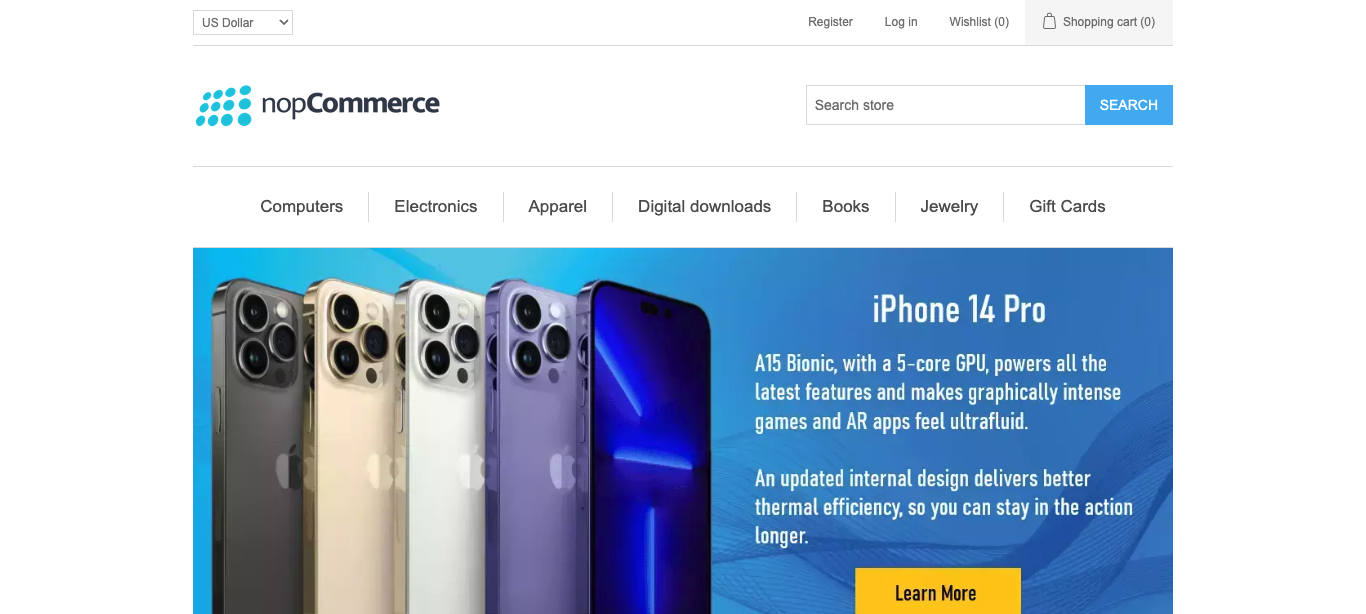 US Dollar
Register
Log in
Wishlist (0)
Shopping cart (0)
nopCommerce
Search store
SEARCH
Computers
Electronics
Apparel
Digital downloads
Books
Jewelry
Gift Cards
iPhone 14 Pro
A15 Bionic, with a 5-core GPU, powers all the
latest features and makes graphically intense
games and AR apps feel ultrafluid.
An updated internal design delivers better
thermal efficiency, so you can stay in the action
longer.
Learn More